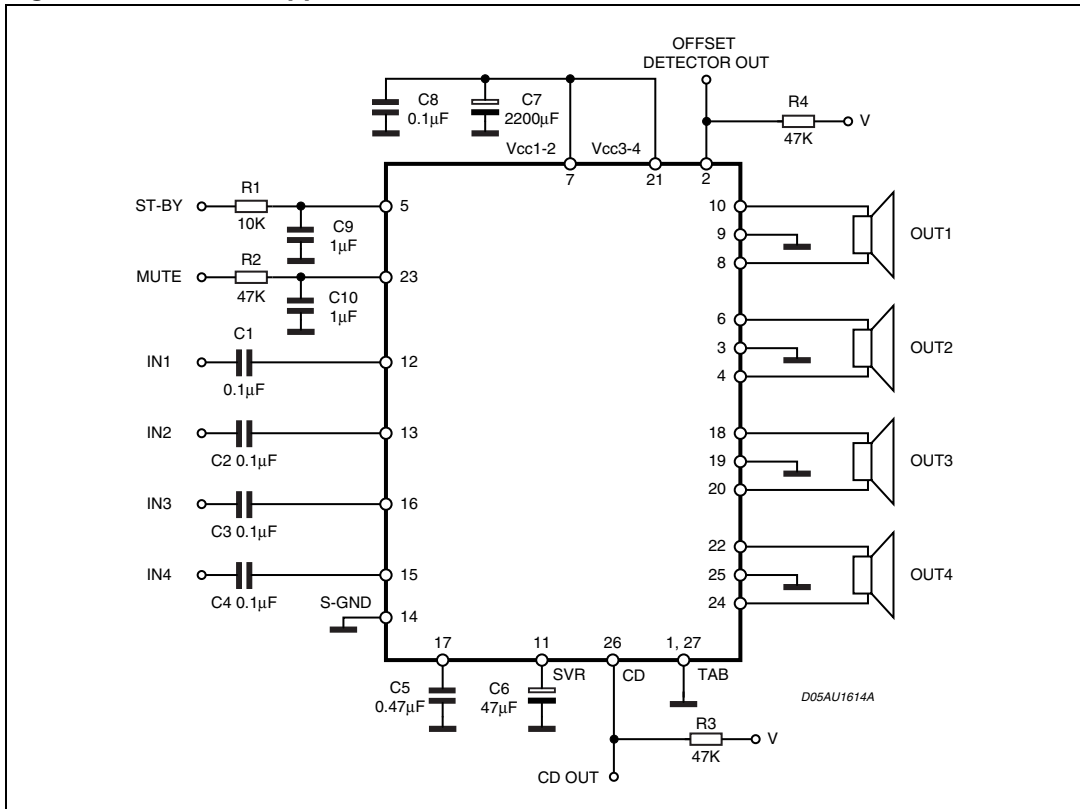 OFFSET
DETECTOR OUT
C8
0.1μF
C7
2200μF
R4
47K
V
Vcc1-2
Vcc3-4
7
21
2
ST-BY
R1
10K
5
C9
1μF
MUTE
R2
47K
23
C10
1μF
IN1
C1
0.1μF
12
IN2
C2 0.1μF
13
IN3
C3 0.1μF
16
IN4
C4 0.1μF
15
S-GND
14
10
9
8
OUT1
6
3
4
OUT2
18
19
20
OUT3
22
25
24
OUT4
17
11
26
1, 27
C5
0.47μF
C6
47μF
SVR
CD
TAB
D05AU1614A
R3
47K
V
CD OUT